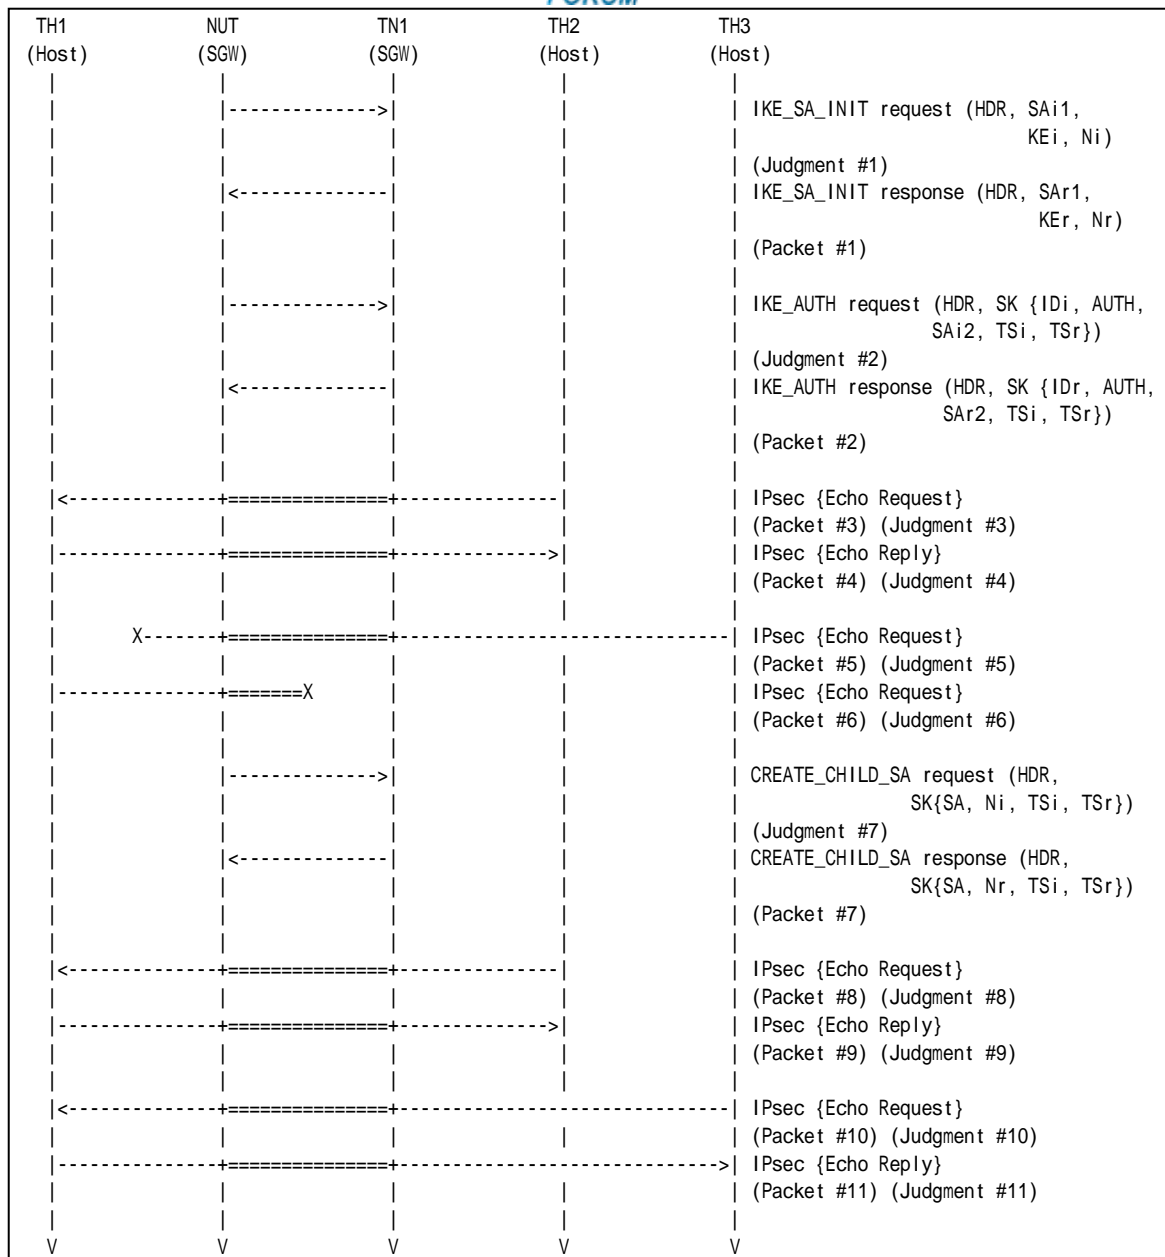 FORUM
TH1 NUT TN1 TH2 TH3
(Host) (SGW) (SGW) (Host) (Host)
| | | | |
| |-------------->| | | IKE_SA_INIT request (HDR, SAi1,
| | | | | KEi, Ni)
| | | | | (Judgment #1)
| |<--------------| | | IKE_SA_INIT response (HDR, SAr1,
| | | | | KEr, Nr)
| | | | | (Packet #1)
| | | | |
| |-------------->| | | IKE_AUTH request (HDR, SK {IDi, AUTH,
| | | | | SAi2, TSi, TSr})
| | | | | (Judgment #2)
| |<--------------| | | IKE_AUTH response (HDR, SK {IDr, AUTH,
| | | | | SAr2, TSi, TSr})
| | | | | (Packet #2)
| | | | |
|<--------------+===============+---------------| | IPsec {Echo Request}
| | | | | (Packet #3) (Judgment #3)
|---------------+===============+-------------->| | IPsec {Echo Reply}
| | | | | (Packet #4) (Judgment #4)
| | | | |
| X-------+===============+-------------------------------| IPsec {Echo Request}
| | | | | (Packet #5) (Judgment #5)
|---------------+=======X | | | IPsec {Echo Request}
| | | | | (Packet #6) (Judgment #6)
| | | | |
| |-------------->| | | CREATE_CHILD_SA request (HDR,
| | | | | SK{SA, Ni, TSi, TSr})
| | | | | (Judgment #7)
| |<--------------| | | CREATE_CHILD_SA response (HDR,
| | | | | SK{SA, Nr, TSi, TSr})
| | | | | (Packet #7)
| | | | |
|<--------------+===============+---------------| | IPsec {Echo Request}
| | | | | (Packet #8) (Judgment #8)
|---------------+===============+-------------->| | IPsec {Echo Reply}
| | | | | (Packet #9) (Judgment #9)
| | | | |
|<--------------+===============+-------------------------------| IPsec {Echo Request}
| | | | | (Packet #10) (Judgment #10)
|---------------+===============+------------------------------>| IPsec {Echo Reply}
| | | | | (Packet #11) (Judgment #11)
| | | | |
V V V V V